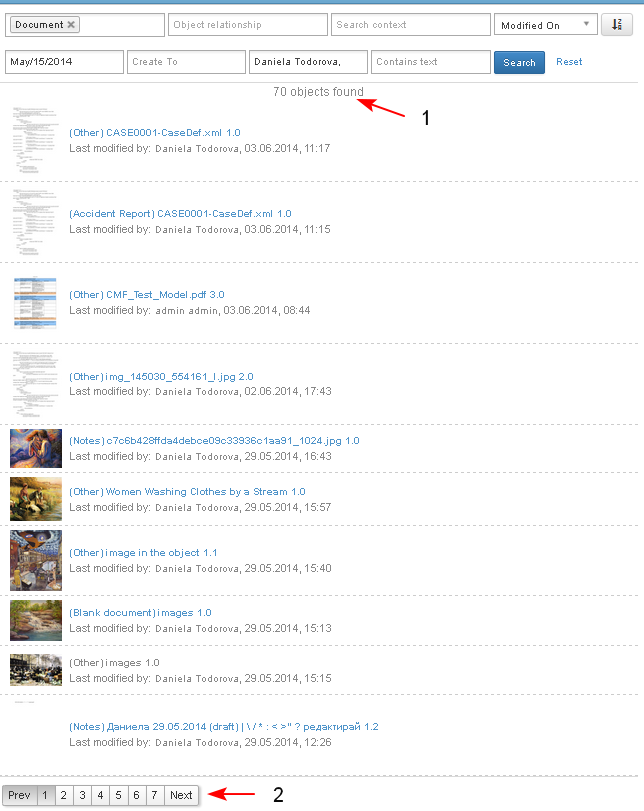 Document Object relationship Search context Modified On
May/15/2014 Create To Daniela Todorova, Contains text Search Reset
70 objects found
1
(Other) CASE0001-CaseDef.xml 1.0
Last modified by: Daniela Todorova, 03.06.2014, 11:17
(Accident Report) CASE0001-CaseDef.xml 1.0
Last modified by: Daniela Todorova, 03.06.2014, 11:15
(Other) CMF_Test_Model.pdf 3.0
Last modified by: admin admin, 03.06.2014, 08:44
(Other) img_145030_554161_l.jpg 2.0
Last modified by: Daniela Todorova, 02.06.2014, 17:43
(Notes) c7c6b428ffda4debce09c33936c1aa91_1024.jpg 1.0
Last modified by: Daniela Todorova, 29.05.2014, 16:43
(Other) Women Washing Clothes by a Stream 1.0
Last modified by: Daniela Todorova, 29.05.2014, 15:57
(Other) image in the object 1.1
Last modified by: Daniela Todorova, 29.05.2014, 15:40
(Blank document) images 1.0
Last modified by: Daniela Todorova, 29.05.2014, 15:13
(Other) images 1.0
Last modified by: Daniela Todorova, 29.05.2014, 15:15
(Notes) Даниела 29.05.2014 (draft) | \ / * : < >" ? редактирай 1.2
Last modified by: Daniela Todorova, 29.05.2014, 12:26
Prev 1 2 3 4 5 6 7 Next
2